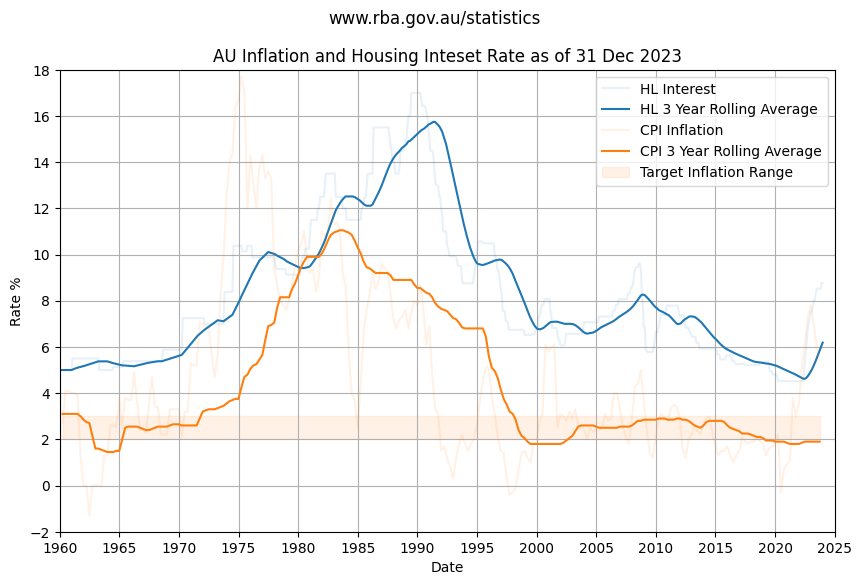 www.rba.gov.au/statistics
AU Inflation and Housing Inteset Rate as of 31 Dec 2023
HL Interest
HL 3 Year Rolling Average
CPI Inflation
CPI 3 Year Rolling Average
Target Inflation Range
Rate %
18
16
14
12
10
8
6
4
2
0
−2
1960 1965 1970 1975 1980 1985 1990 1995 2000 2005 2010 2015 2020 2025
Date